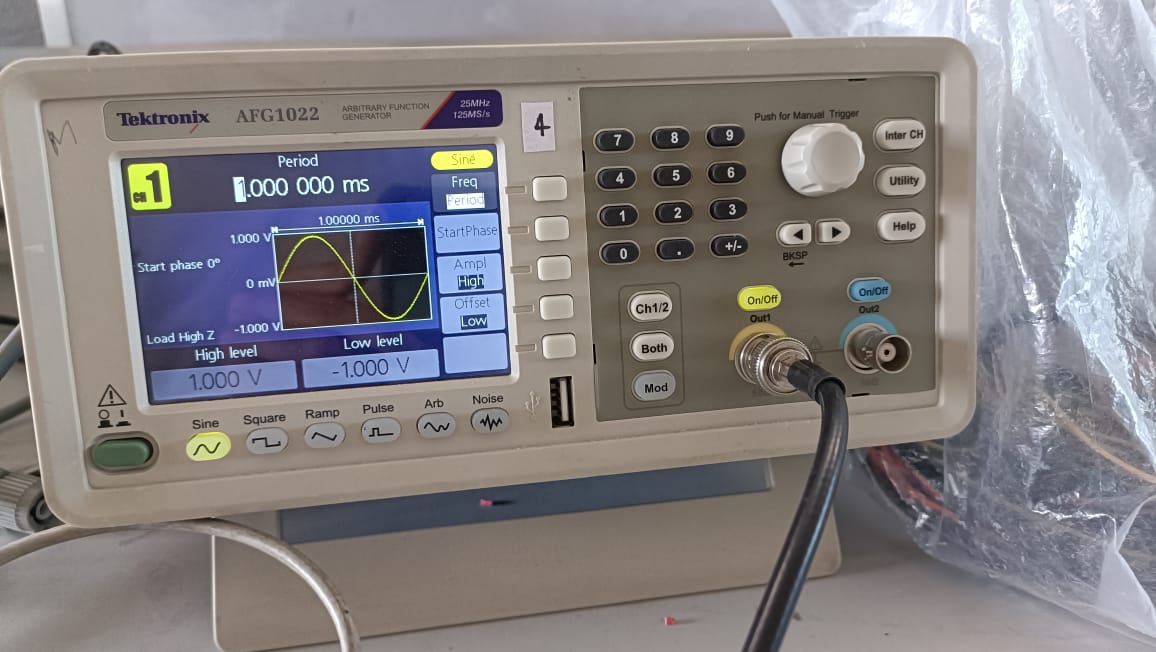 Tektronix AFG1022 ARBITRARY FUNCTION GENERATOR
25MHz
125MS/s
4
M
CH1
Period
1.000 000 ms
Sine
Freq
Period
StartPhase
Ampl
High
Offset
Low
1.00000 ms
1.000 V
Start phase 0°
0 mV
Load High Z
-1.000 V
High level
1.000 V
Low level
-1.000 V
Sine
Square
Ramp
Pulse
Arb
Noise
7 8 9
4 5 6
1 2 3
0 . +/-
Ch1/2
Both
Mod
Push for Manual Trigger
Inter CH
Utility
Help
BKSP
On/Off
Out1
On/Off
Out2